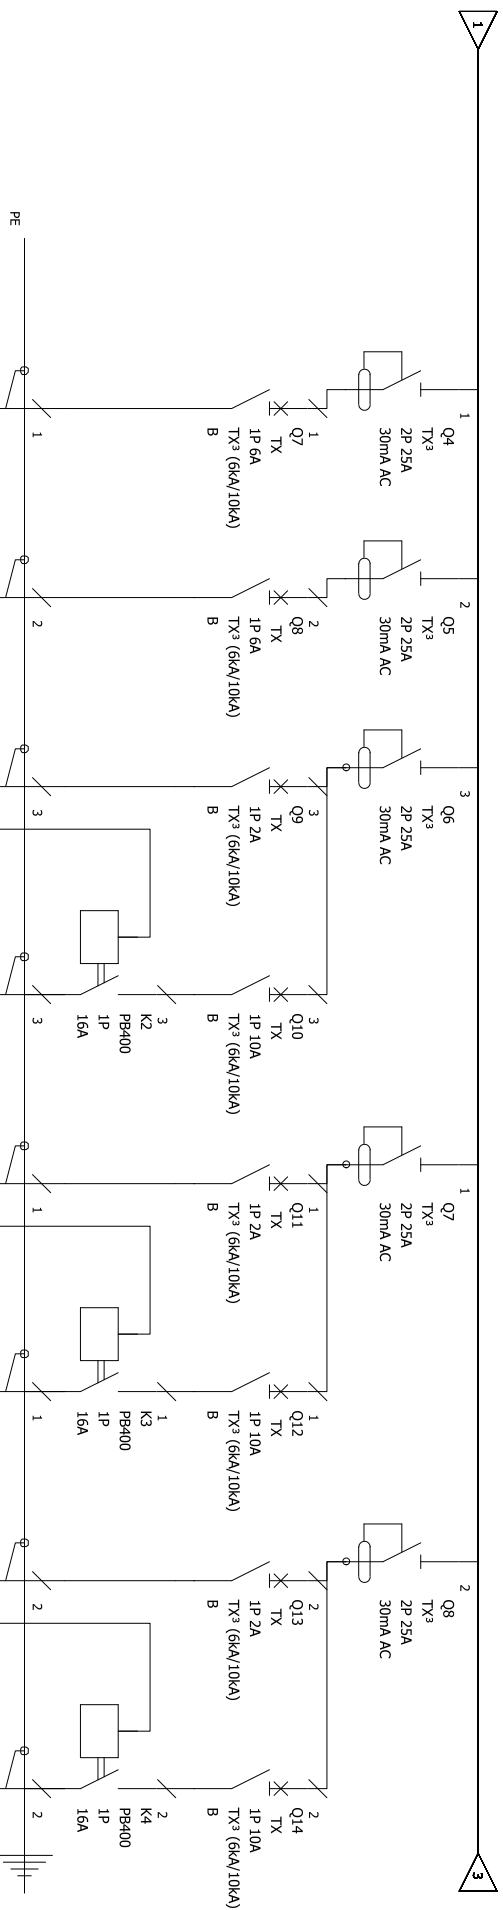 1
PE
1
Q4
TX³
2P 25A
30mA AC
1
Q7
TX
1P 6A
TX³ (6kA/10kA)
B
1
2
Q5
TX³
2P 25A
30mA AC
2
Q8
TX
1P 6A
TX³ (6kA/10kA)
B
2
3
Q6
TX³
2P 25A
30mA AC
3
Q9
TX
1P 2A
TX³ (6kA/10kA)
B
3
3
Q10
TX
1P 10A
TX³ (6kA/10kA)
B
3
K2
PB400
1P
16A
3
1
Q7
TX³
2P 25A
30mA AC
1
Q11
TX
1P 2A
TX³ (6kA/10kA)
B
1
1
Q12
TX
1P 10A
TX³ (6kA/10kA)
B
1
K3
PB400
1P
16A
1
2
Q8
TX³
2P 25A
30mA AC
2
Q13
TX
1P 2A
TX³ (6kA/10kA)
B
2
2
Q14
TX
1P 10A
TX³ (6kA/10kA)
B
2
K4
PB400
1P
16A
2
3